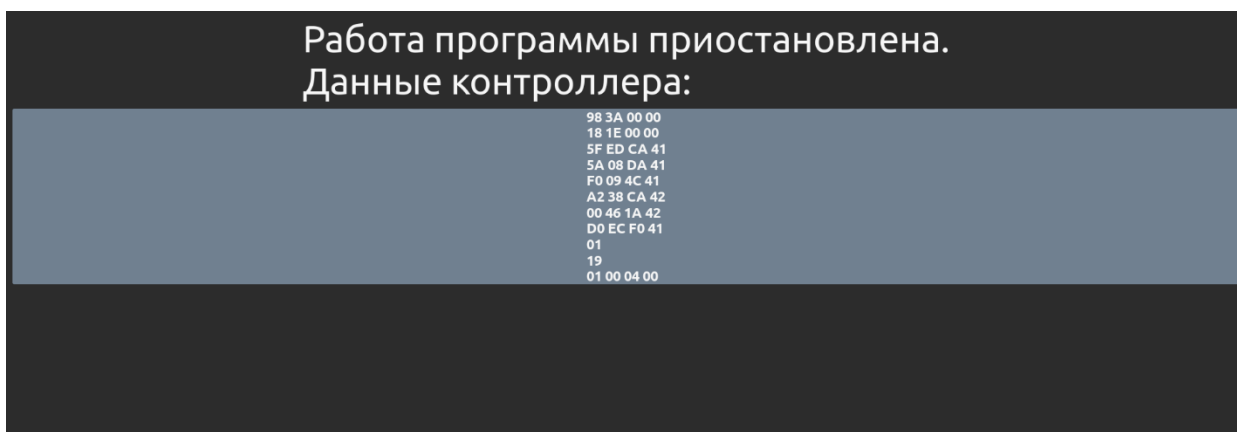 Работа программы приостановлена.
Данные контроллера:
98 3A 00 00
18 1E 00 00
5F ED CA 41
5A 08 DA 41
F0 09 4C 41
A2 38 CA 42
00 46 1A 42
D0 EC F0 41
01
19
01 00 04 00